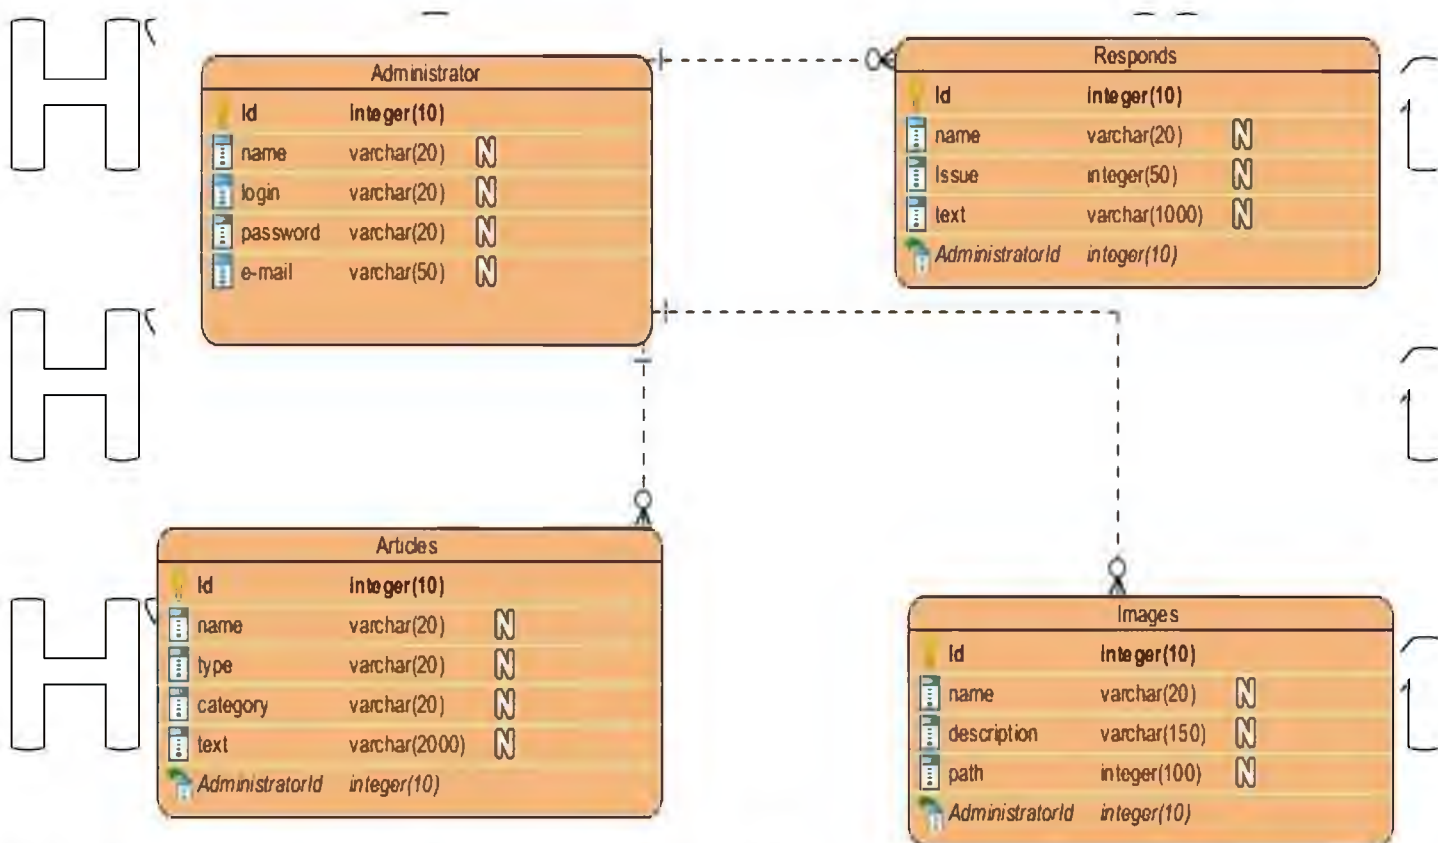 Administrator
Id integer(10)
name varchar(20) N
login varchar(20) N
password varchar(20) N
e-mail varchar(50) N
Responds
Id integer(10)
name varchar(20) N
Issue integer(50) N
text varchar(1000) N
AdministratorId integer(10)
Articles
Id integer(10)
name varchar(20) N
type varchar(20) N
category varchar(20) N
text varchar(2000) N
AdministratorId integer(10)
Images
Id integer(10)
name varchar(20) N
description varchar(150) N
path integer(100) N
AdministratorId integer(10)